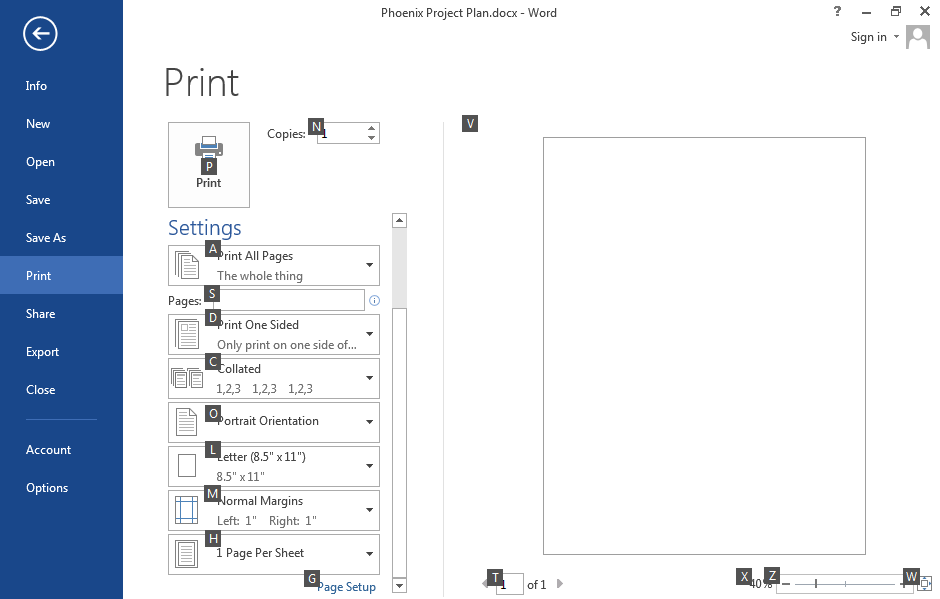 Phoenix Project Plan.docx - Word
?
Sign in
Info
New
Open
Save
Save As
Print
Share
Export
Close
Account
Options
Print
P
Print
Copies:
N
1
Settings
A
Print All Pages
The whole thing
Pages:
S
D
Print One Sided
Only print on one side of...
C
Collated
1,2,3 1,2,3 1,2,3
O
Portrait Orientation
L
Letter (8.5" x 11")
8.5" x 11"
M
Normal Margins
Left: 1" Right: 1"
H
1 Page Per Sheet
G
Page Setup
V
T
1
of 1
X
40%
Z
W